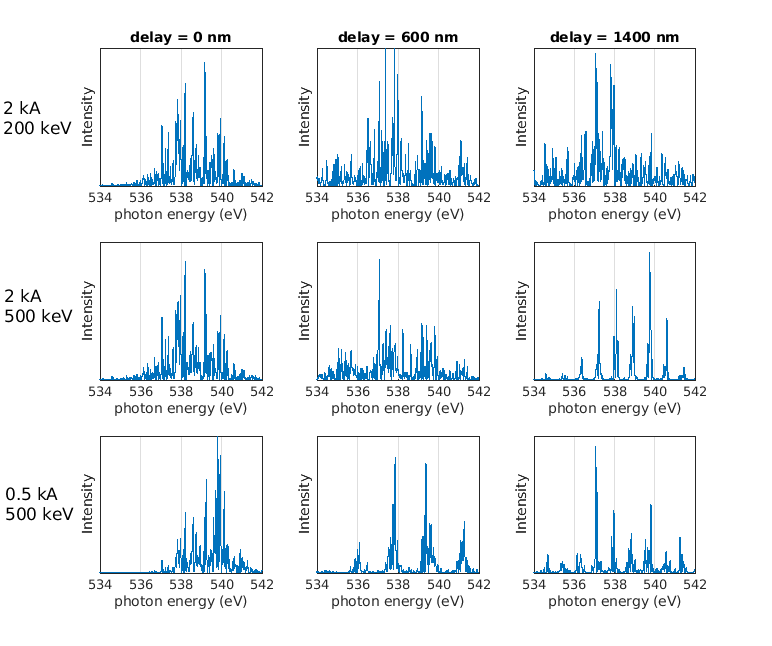 delay = 0 nm
delay = 600 nm
delay = 1400 nm
2 kA
200 keV
Intensity
Intensity
Intensity
534 536 538 540 542
534 536 538 540 542
534 536 538 540 542
photon energy (eV)
photon energy (eV)
photon energy (eV)
2 kA
500 keV
Intensity
Intensity
Intensity
534 536 538 540 542
534 536 538 540 542
534 536 538 540 542
photon energy (eV)
photon energy (eV)
photon energy (eV)
0.5 kA
500 keV
Intensity
Intensity
Intensity
534 536 538 540 542
534 536 538 540 542
534 536 538 540 542
photon energy (eV)
photon energy (eV)
photon energy (eV)